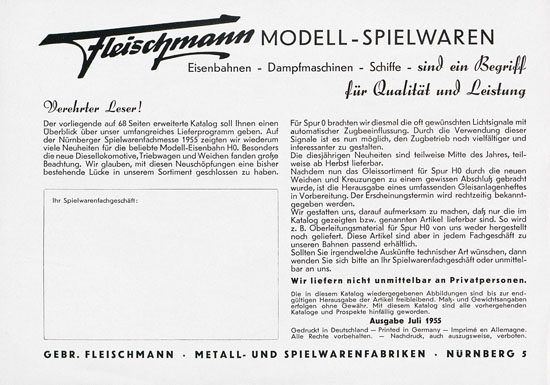 Fleischmann MODELL-SPIELWAREN
Eisenbahnen - Dampfmaschinen - Schiffe - sind ein Begriff
für Qualität und Leistung
Verehrter Leser!
Der vorliegende auf 68 Seiten erweiterte Katalog soll Ihnen einen
Überblick über unser umfangreiches Lieferprogramm geben. Auf
der Nürnberger Spielwarenfachmesse 1955 zeigten wir wiederum
viele Neuheiten für die beliebte Modell-Eisenbahn H0. Besonders
die neue Diesellokomotive, Triebwagen und Weichen fanden große
Beachtung. Wir glauben, mit diesen Neuschöpfungen eine bisher
bestehende Lücke in unserem Sortiment geschlossen zu haben.
Ihr Spielwarenfachgeschäft:
Für Spur 0 brachten wir diesmal die oft gewünschten Lichtsignale mit
automatischer Zugbeeinflussung. Durch die Verwendung dieser
Signale ist es nun möglich, den Zugbetrieb noch vielfältiger und
interessanter zu gestalten.
Die diesjährigen Neuheiten sind teilweise Mitte des Jahres, teil-
weise ab Herbst lieferbar.
Nachdem nun das Gleissortiment für Spur H0 durch die neuen
Weichen und Kreuzungen zu einem gewissen Abschluß gebracht
wurde, ist die Herausgabe eines umfassenden Gleisanlagenheftes
in Vorbereitung. Der Erscheinungstermin wird rechtzeitig bekannt-
gegeben werden.
Wir gestatten uns, darauf aufmerksam zu machen, daß nur die im
Katalog gezeigten bzw. genannten Artikel lieferbar sind. So wird
z. B. Oberleitungsmaterial für Spur H0 von uns weder hergestellt
noch geliefert. Diese Artikel sind aber in jedem Fachgeschäft zu
unseren Bahnen passend erhältlich.
Sollten Sie irgendwelche Auskünfte technischer Art wünschen, dann
wenden Sie sich bitte an Ihr Spielwarenfachgeschäft oder unmittel-
bar an uns.
Wir liefern nicht unmittelbar an Privatpersonen.
Die in diesem Katalog wiedergegebenen Abbildungen sind bis zur end-
gültigen Herausgabe der Artikel freibleibend. Maß- und Gewichtsangaben
erfolgen ohne Gewähr. Mit diesem Katalog sind alle vorhergehenden
Kataloge und Prospekte hinfällig geworden.
Ausgabe Juli 1955
Gedruckt in Deutschland — Printed in Germany — Imprimé en Allemagne.
Alle Rechte vorbehalten. — Nachdruck, auch auszugsweise, verboten.
GEBR. FLEISCHMANN · METALL- UND SPIELWARENFABRIKEN · NÜRNBERG 5